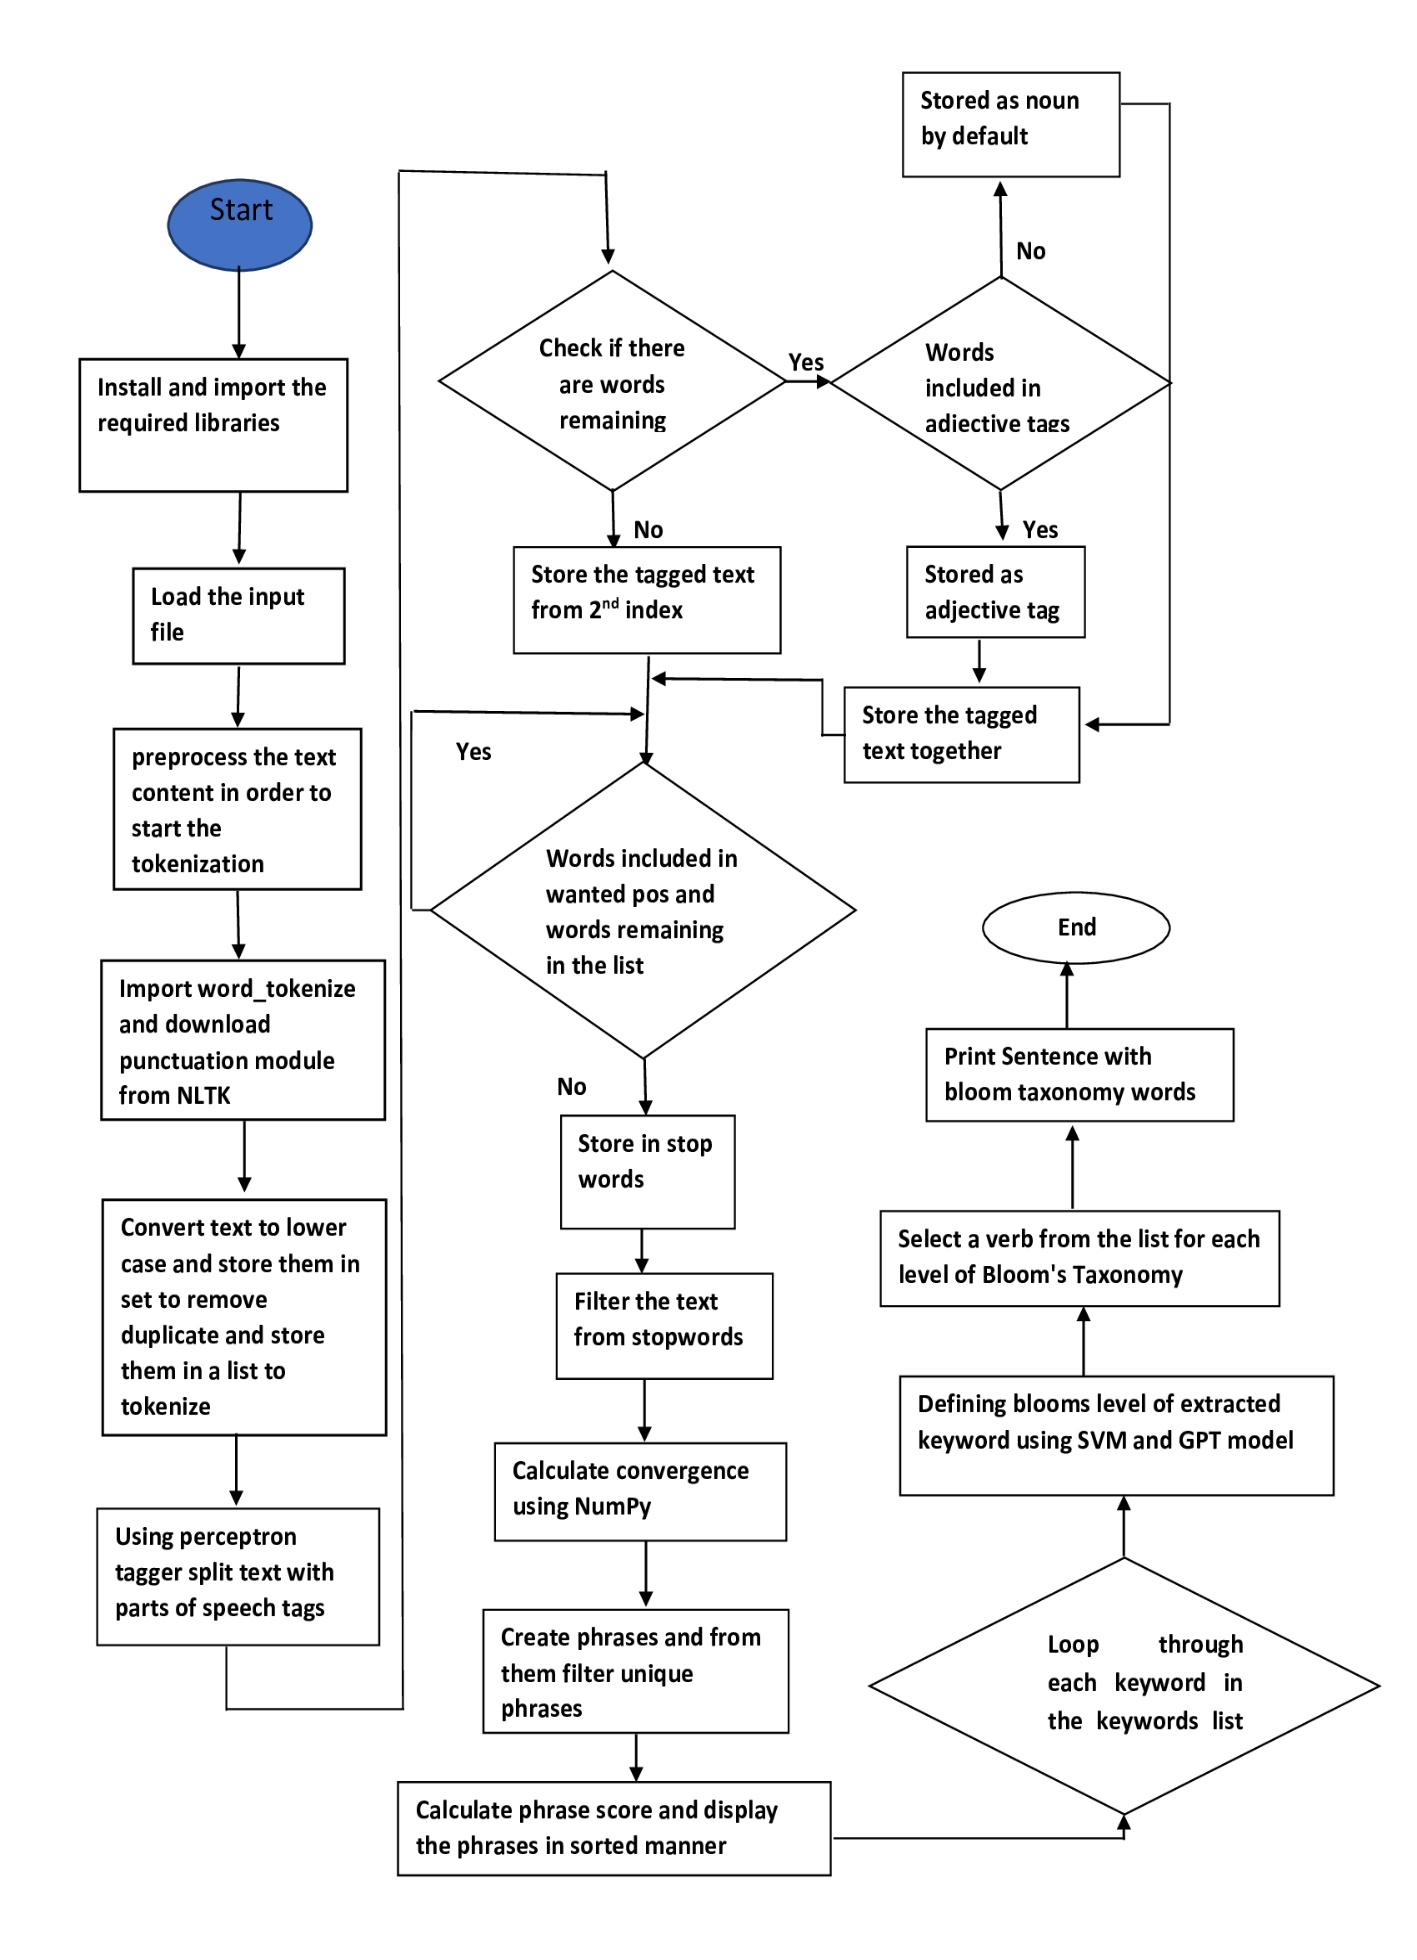 Start
Install and import the
required libraries
Load the input
file
preprocess the text
content in order to
start the
tokenization
Import word_tokenize
and download
punctuation module
from NLTK
Convert text to lower
case and store them in
set to remove
duplicate and store
them in a list to
tokenize
Using perceptron
tagger split text with
parts of speech tags
Check if there
are words
remaining
Yes
No
Words
included in
adjective tags
No
Stored as noun
by default
Yes
Stored as
adjective tag
Store the tagged
text together
Store the tagged text
from 2nd index
Yes
Words included in
wanted pos and
words remaining
in the list
No
Store in stop
words
Filter the text
from stopwords
Calculate convergence
using NumPy
Create phrases and from
them filter unique
phrases
Calculate phrase score and display
the phrases in sorted manner
Loop through
each keyword in
the keywords list
Defining blooms level of extracted
keyword using SVM and GPT model
Select a verb from the list for each
level of Bloom's Taxonomy
Print Sentence with
bloom taxonomy words
End